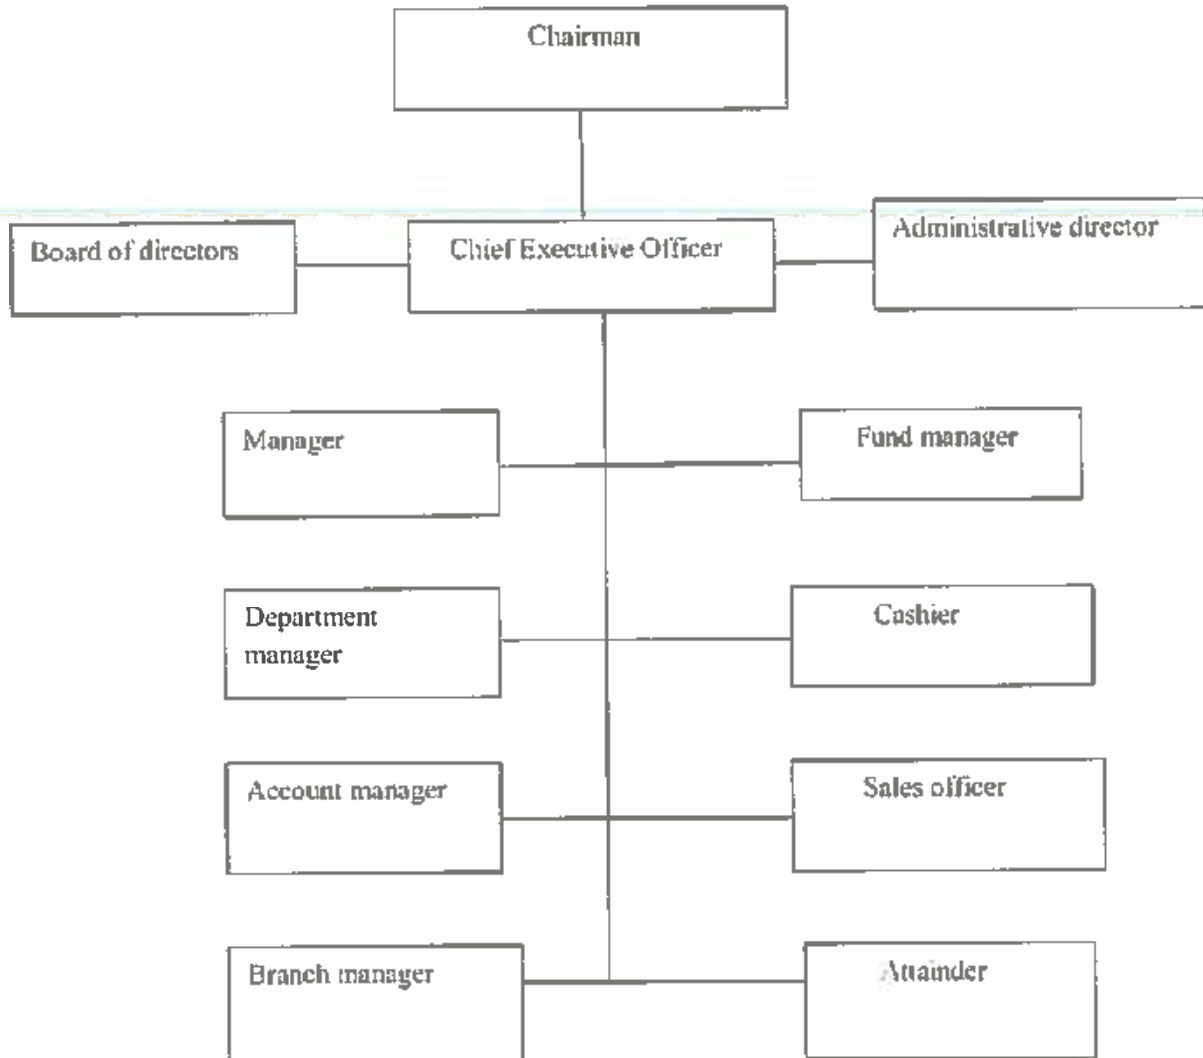 Chairman
Board of directors
Chief Executive Officer
Administrative director
Manager
Fund manager
Department
manager
Cashier
Account manager
Sales officer
Branch manager
Attainder